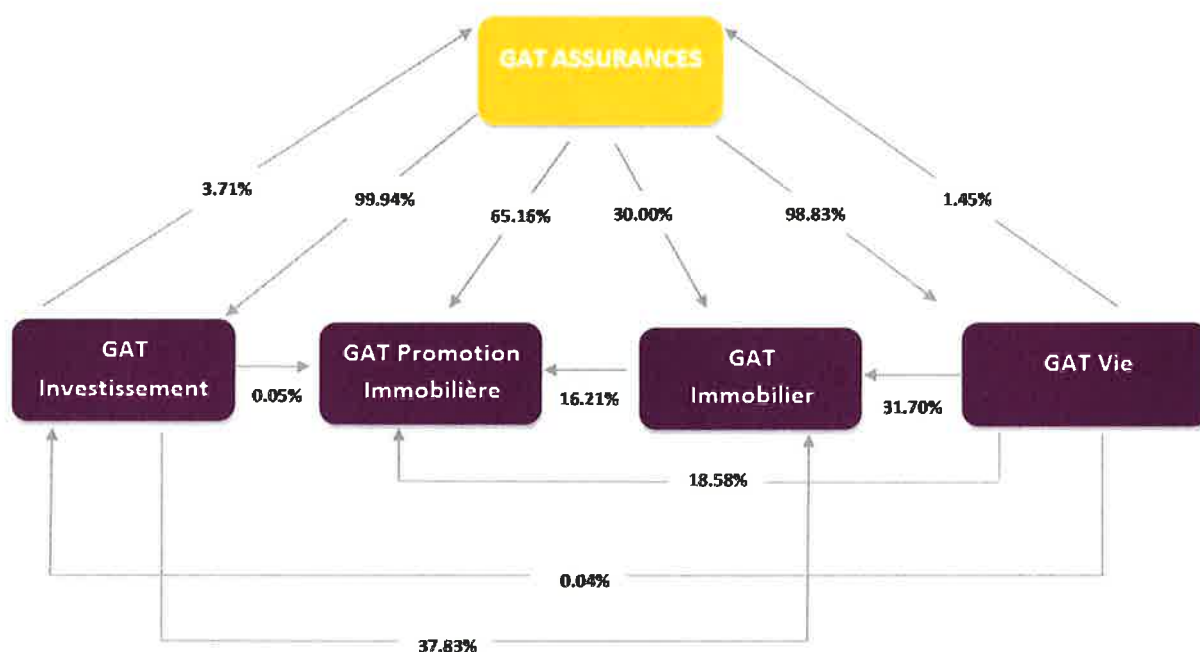 GAT ASSURANCES
3.71%
99.94%
65.16%
30.00%
98.83%
1.45%
GAT
Investissement
0.05%
GAT Promotion
Immobilière
16.21%
GAT
Immobilier
31.70%
GAT Vie
18.58%
0.04%
37.83%